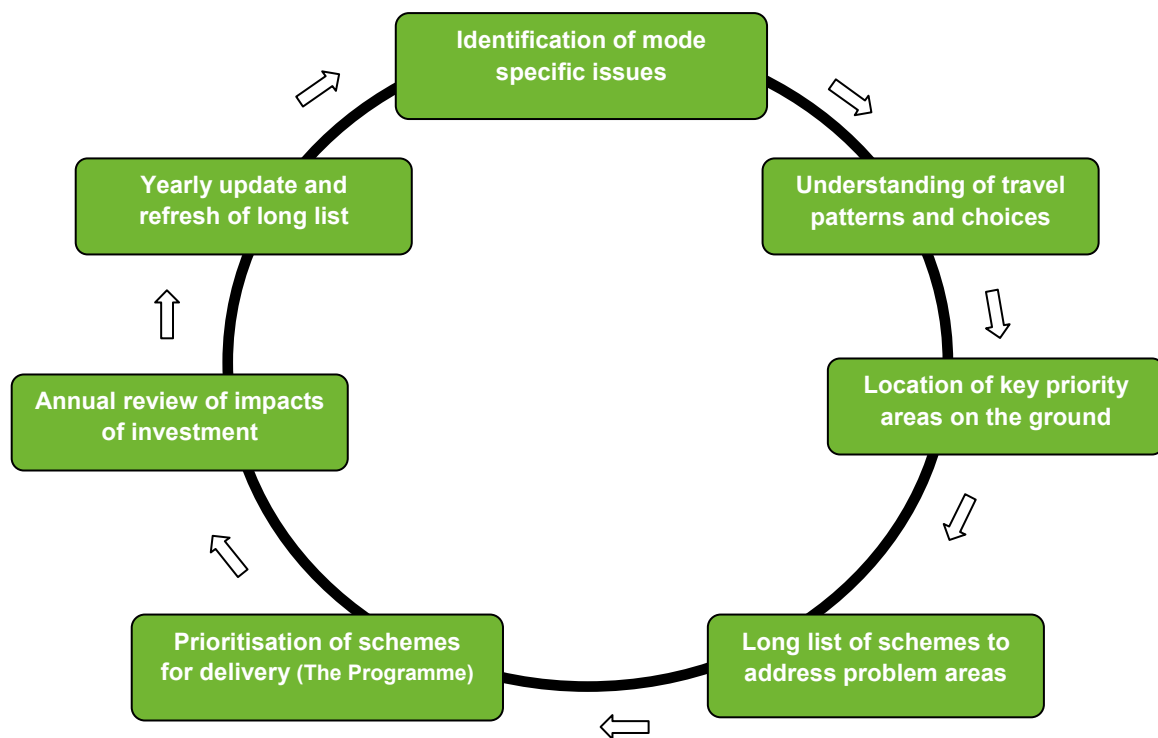 Identification of mode
specific issues
Understanding of travel
patterns and choices
Location of key priority
areas on the ground
Long list of schemes to
address problem areas
Prioritisation of schemes
for delivery (The Programme)
Annual review of impacts
of investment
Yearly update and
refresh of long list